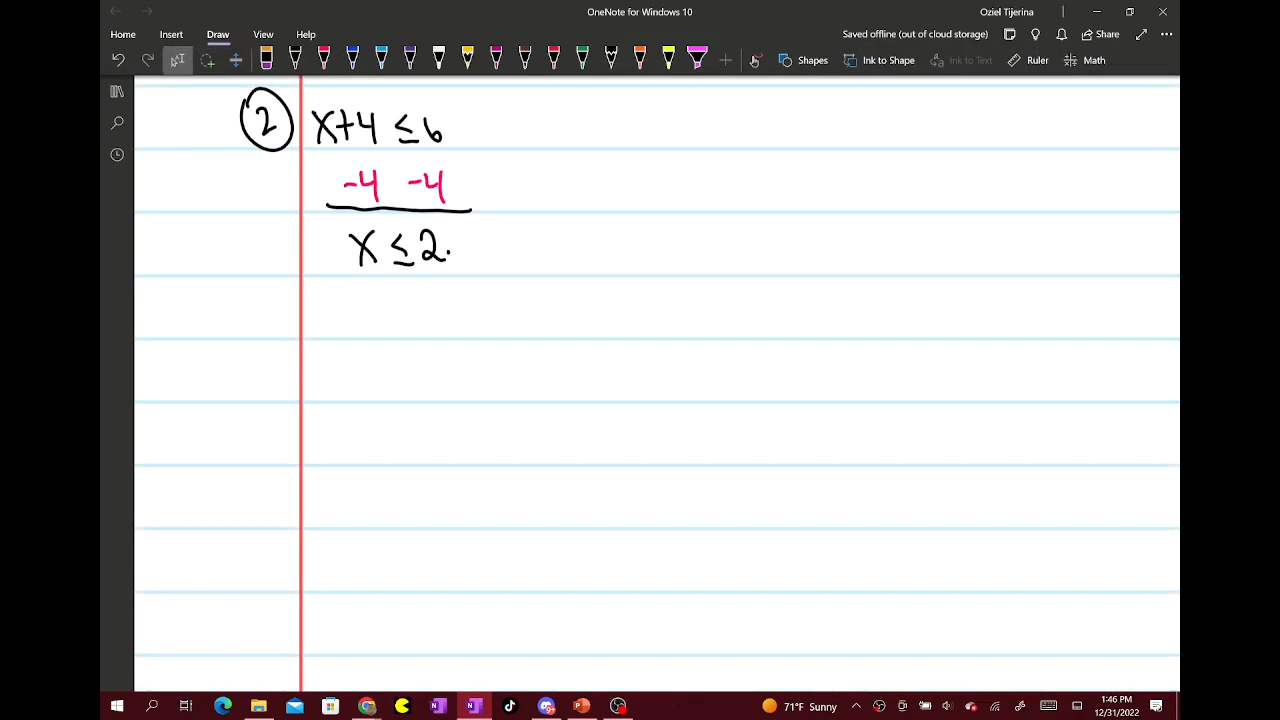 OneNote for Windows 10
Oziel Tijerina
Home Insert Draw View Help
Saved offline (out of cloud storage)
Share
Shapes
Ink to Shape
Ink to Text
Ruler
Math
2 x+4 ≤6
-4 -4
x ≤2.
71°F Sunny
1:46 PM
12/31/2022